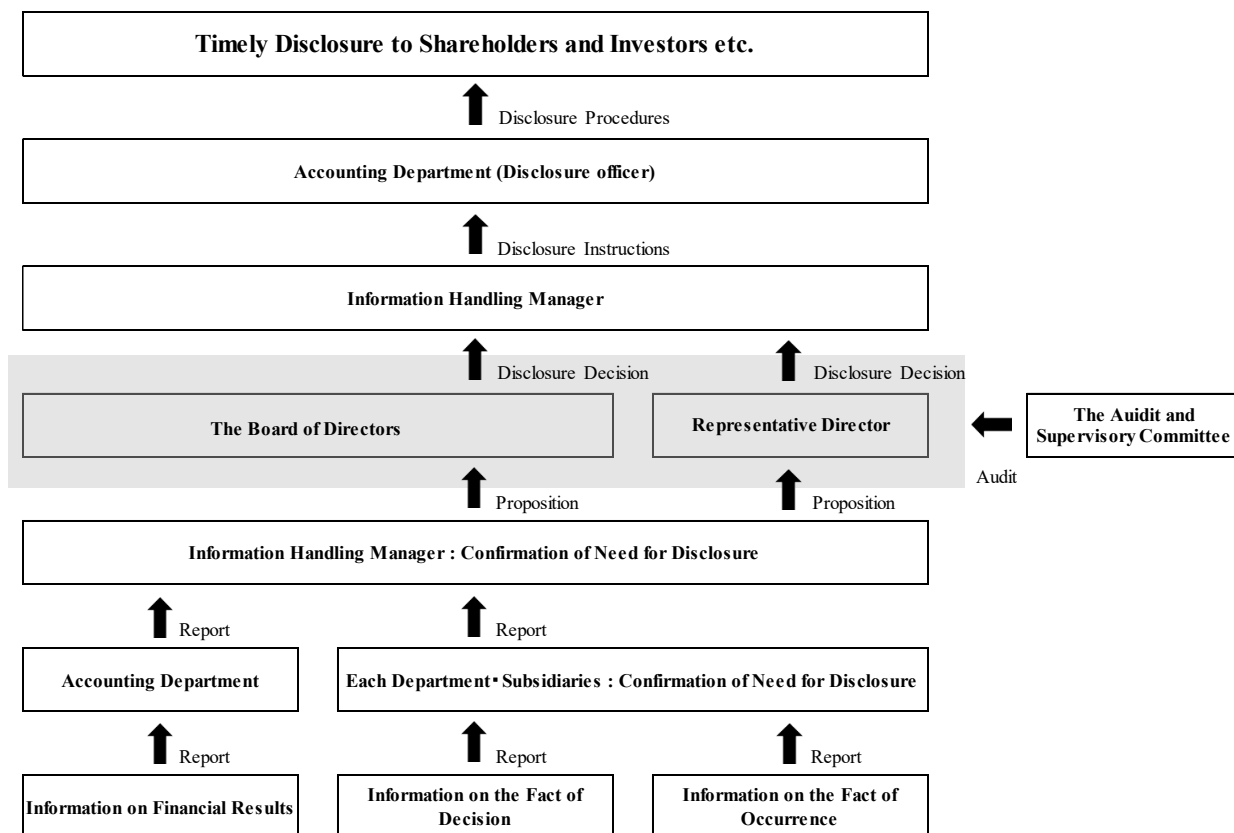 Timely Disclosure to Shareholders and Investors etc.
Disclosure Procedures
Accounting Department (Disclosure officer)
Disclosure Instructions
Information Handling Manager
Disclosure Decision
Disclosure Decision
The Board of Directors
Representative Director
The Auidit and
Supervisory Committee
Audit
Proposition
Proposition
Information Handling Manager : Confirmation of Need for Disclosure
Report
Report
Accounting Department
Each Department・Subsidiaries : Confirmation of Need for Disclosure
Report
Report
Report
Information on Financial Results
Information on the Fact of
Decision
Information on the Fact of
Occurrence